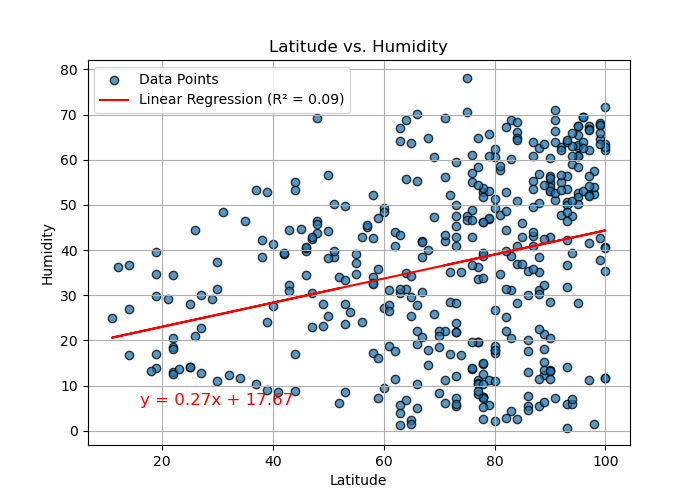 Latitude vs. Humidity
Data Points
Linear Regression (R² = 0.09)
80
70
60
50
40
30
20
10
0
Humidity
y = 0.27x + 17.67
20 40 60 80 100
Latitude